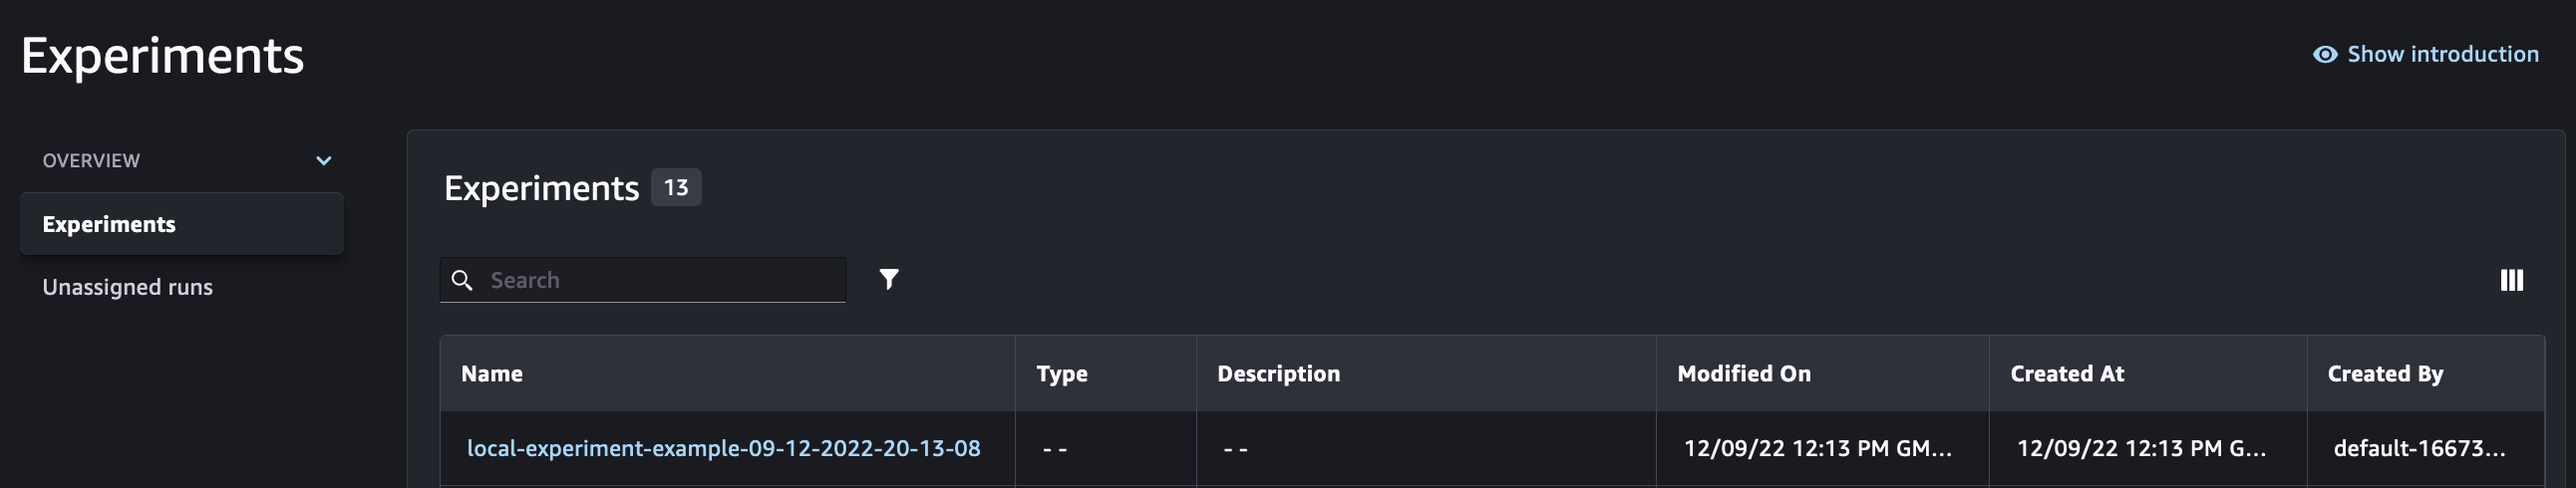 Experiments
Show introduction
OVERVIEW
Experiments
Unassigned runs
Experiments 13
Search
Name Type Description Modified On Created At Created By
local-experiment-example-09-12-2022-20-13-08 -- -- 12/09/22 12:13 PM GM... 12/09/22 12:13 PM G... default-16673...